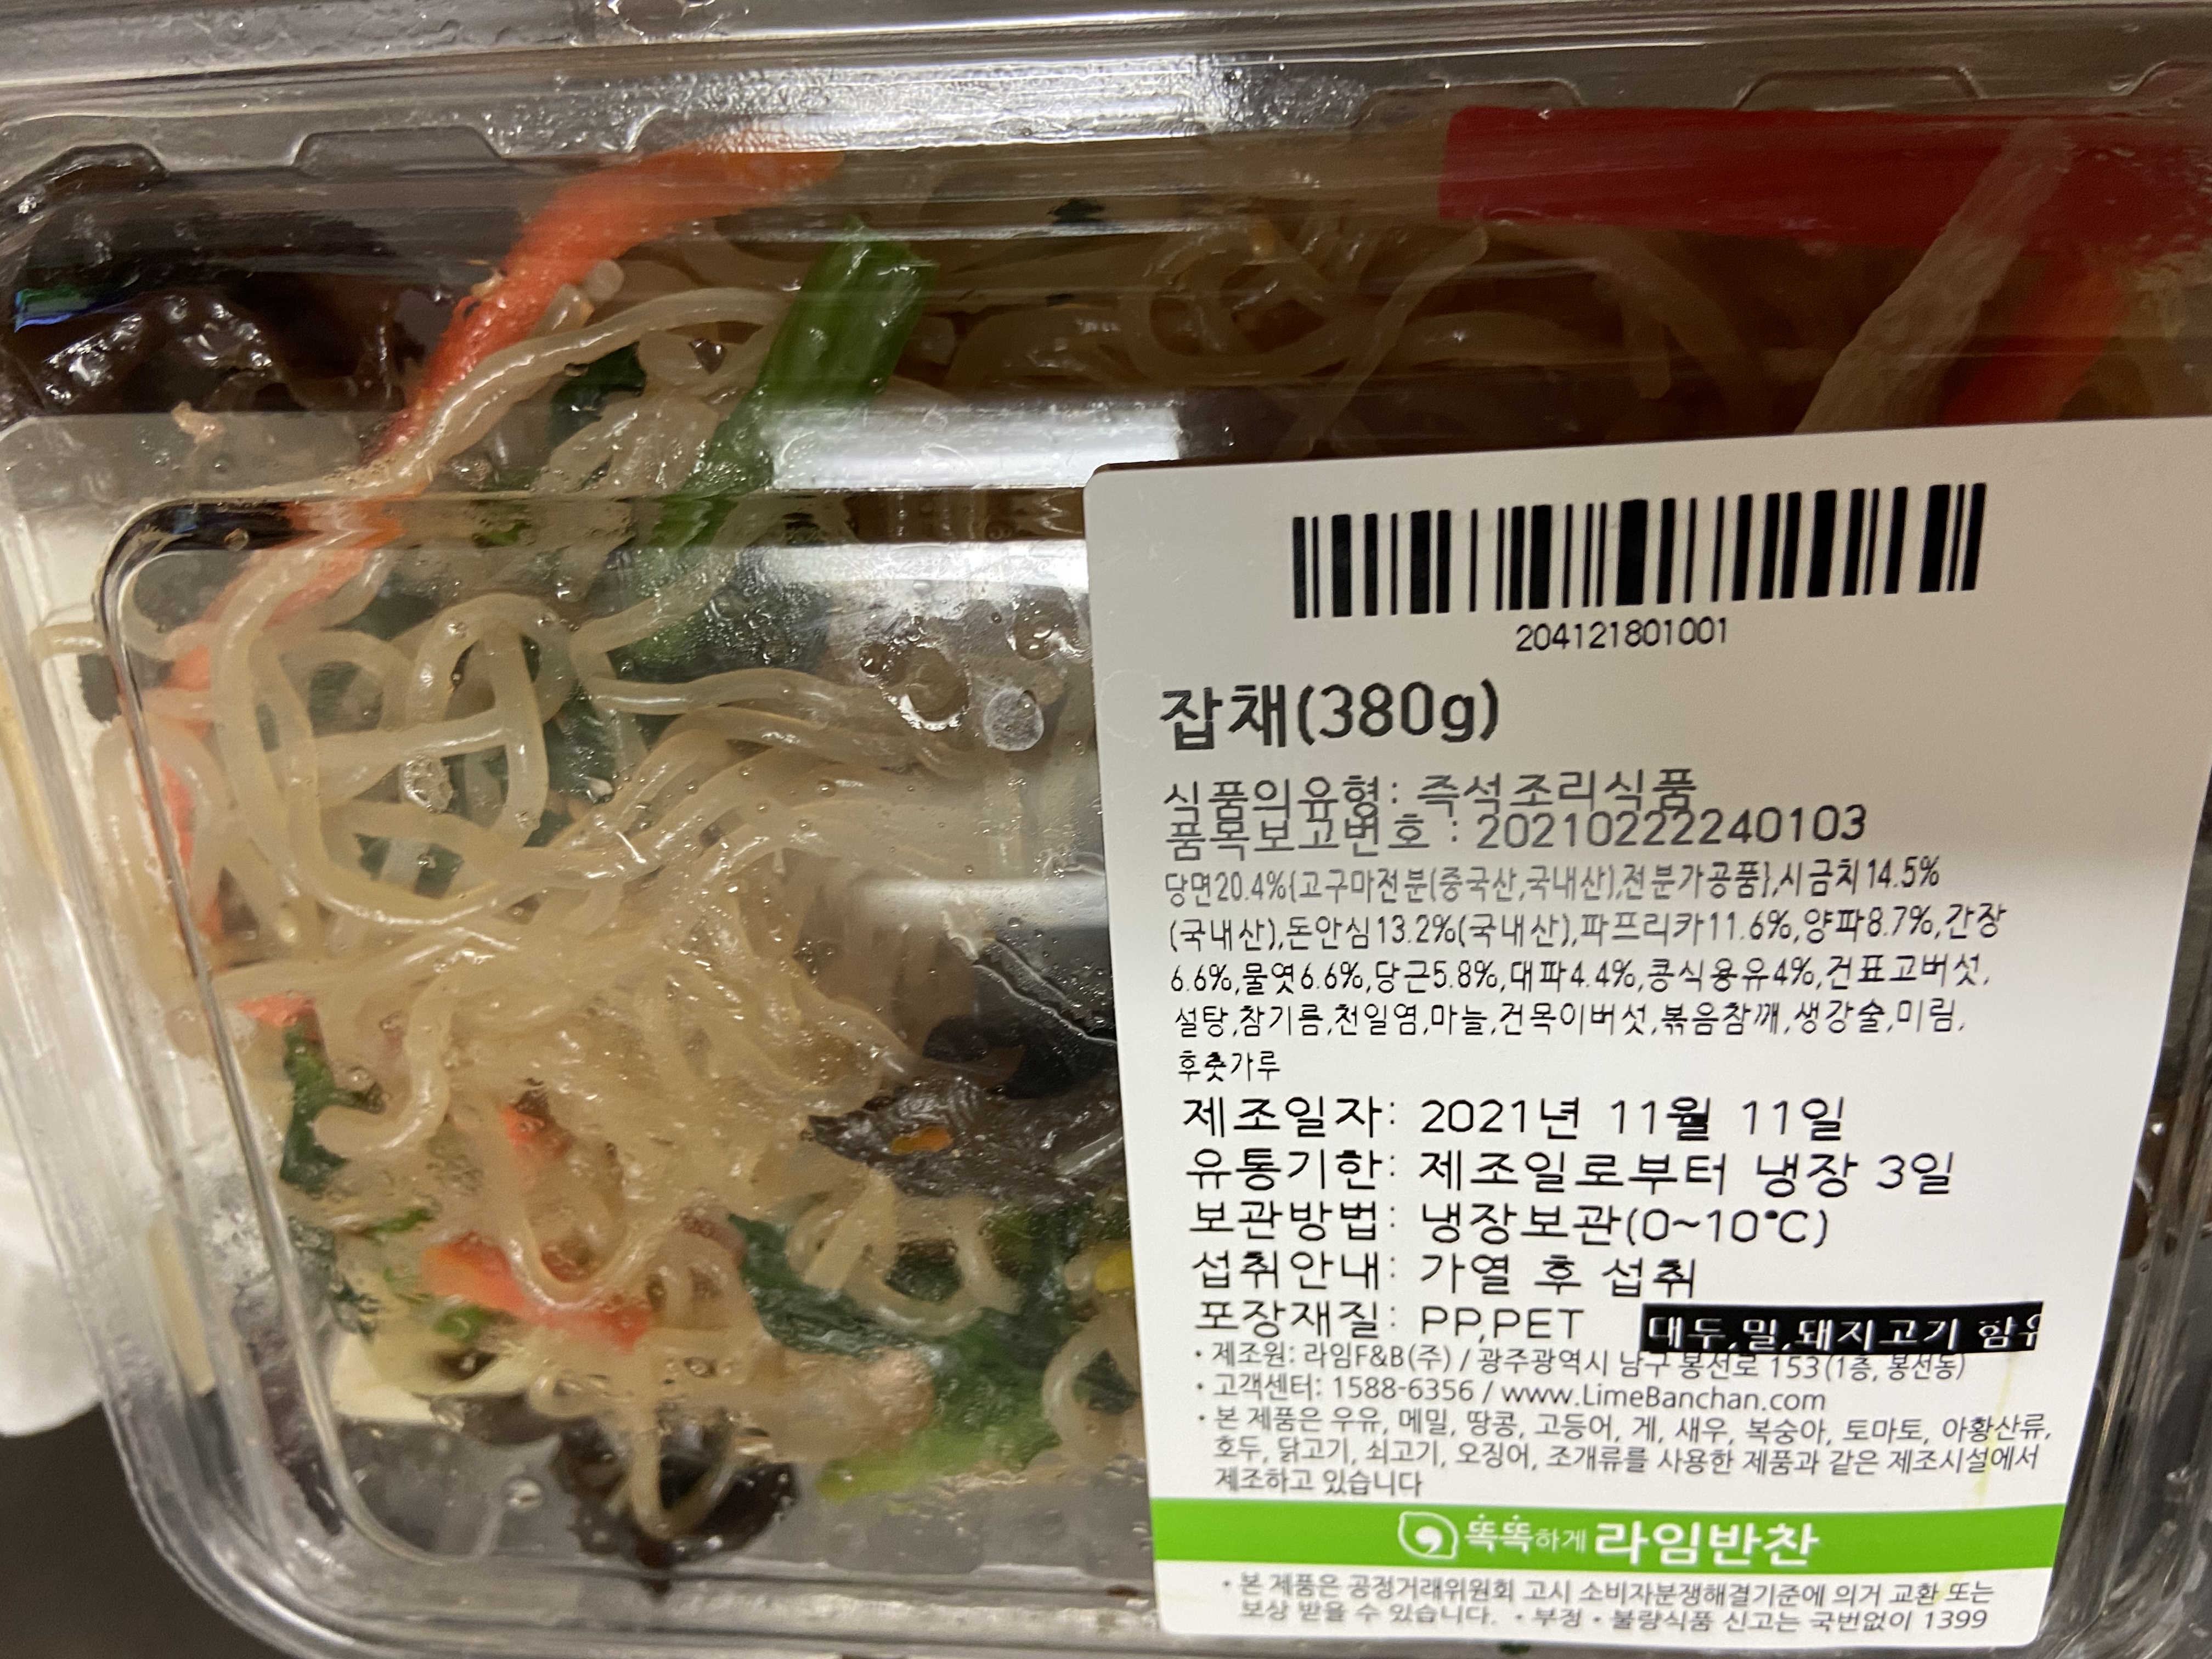 204121801001
잡채(380g)
식품의유형: 즉석조리식품
품목보고번호 : 20210222240103
당면20.4%{고구마전분(중국산,국내산),전분가공품},시금치14.5%
(국내산),돈안심13.2%(국내산),파프리카11.6%,양파8.7%,간장
6.6%,물엿6.6%,당근5.8%,대파4.4%,콩식용유4%,건표고버섯,
설탕,참기름,천일염,마늘,건목이버섯,볶음참깨,생강술,미림,
후춧가루
제조일자: 2021년 11월 11일
유통기한: 제조일로부터 냉장 3일
보관방법: 냉장보관(0~10℃)
섭취안내: 가열 후 섭취
포장재질: PP,PET 대두,밀,돼지고기 함유
• 제조원: 라임F&B(주) / 광주광역시 남구 봉선로 153(1층, 봉선동)
• 고객센터: 1588-6356 / www.LimeBanchan.com
• 본 제품은 우유, 메밀, 땅콩, 고등어, 게, 새우, 복숭아, 토마토, 아황산류,
호두, 닭고기, 쇠고기, 오징어, 조개류를 사용한 제품과 같은 제조시설에서
제조하고 있습니다
똑똑하게 라임반찬
• 본 제품은 공정거래위원회 고시 소비자분쟁해결기준에 의거 교환 또는
보상 받을 수 있습니다. • 부정 • 불량식품 신고는 국번없이 1399